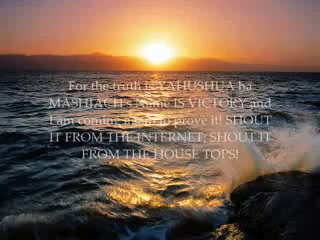 For the truth is YAHUSHUA ha
MASHIACH's Name IS VICTORY and
I am coming soon to prove it! SHOUT
IT FROM THE INTERNET; SHOUT IT
FROM THE HOUSE TOPS!